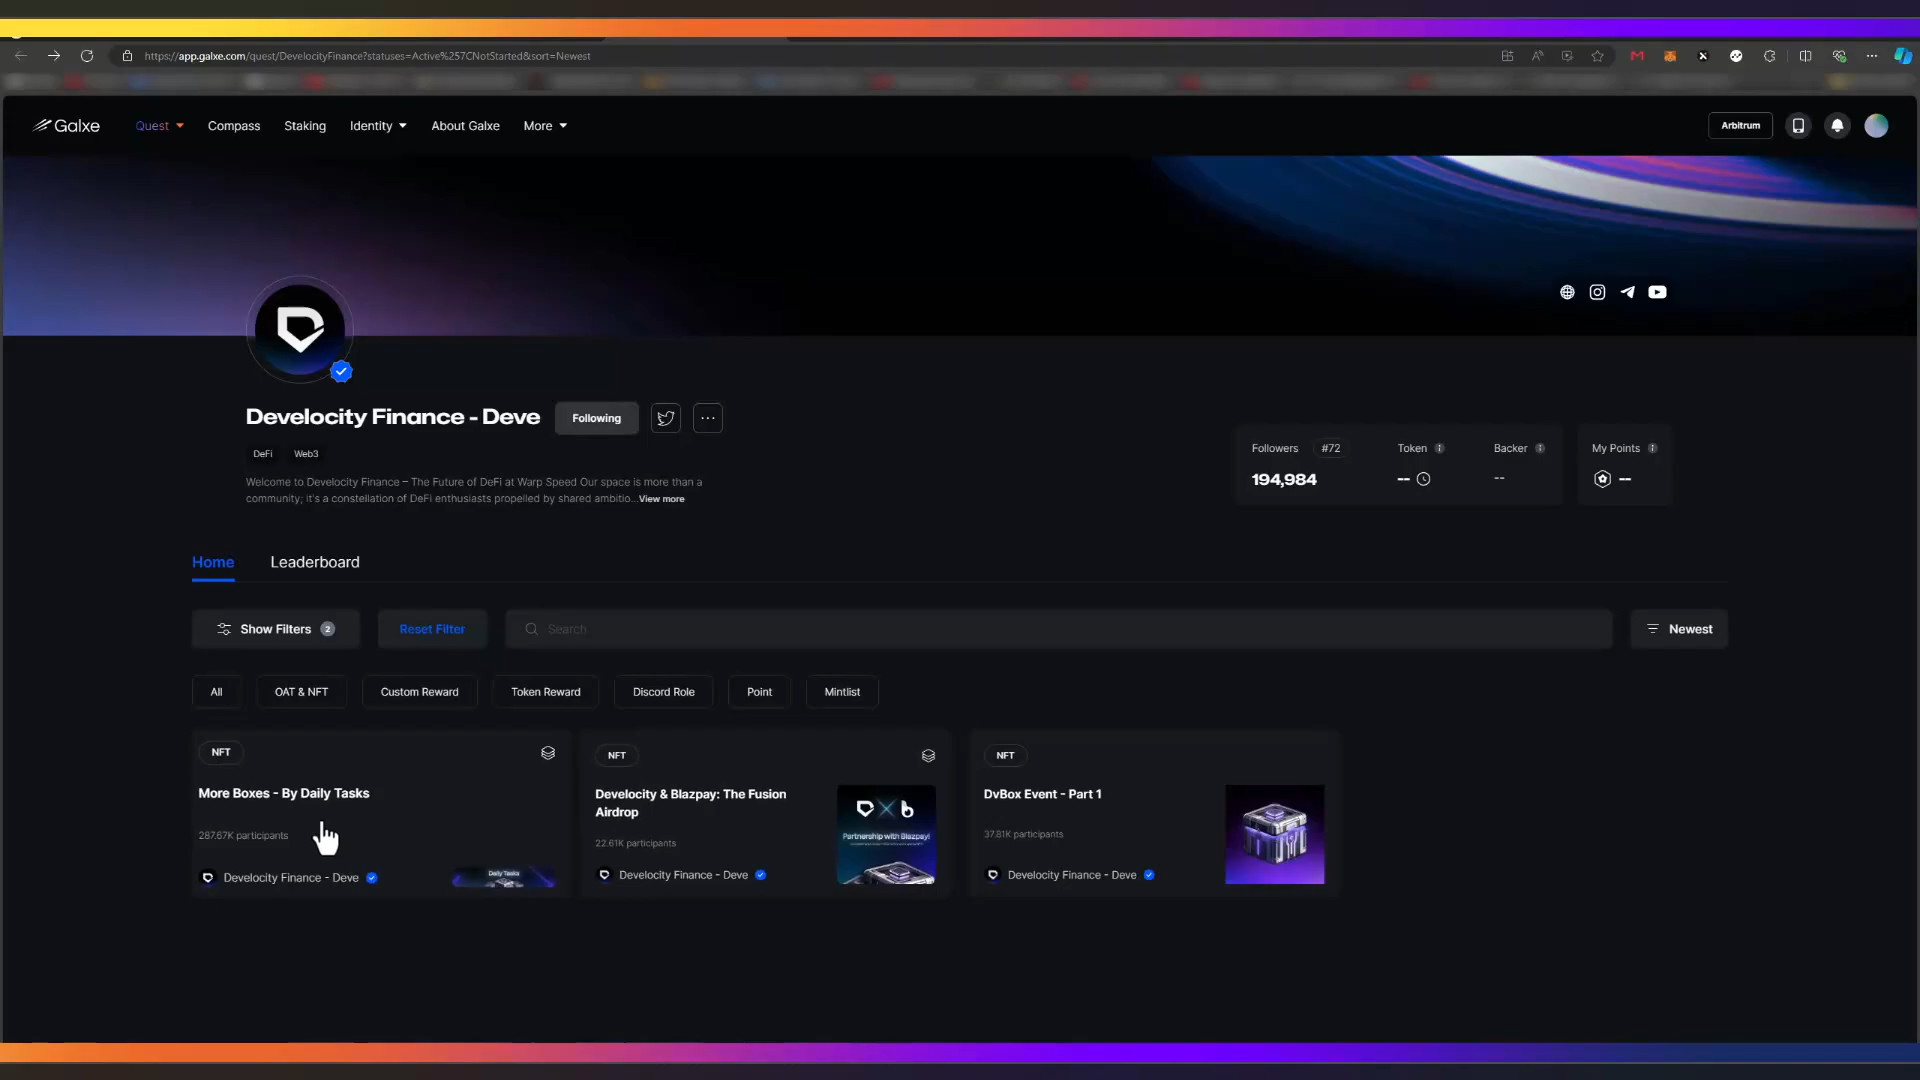 https://app.galxe.com/quest/DevelocityFinance?statuses=Active%257CNotStarted&sort=Newest
Galxe
Quest
Compass
Staking
Identity
About Galxe
More
Arbitrum
Develocity Finance - Deve
Following
DeFi
Web3
Welcome to Develocity Finance – The Future of DeFi at Warp Speed Our space is more than a
community; it's a constellation of DeFi enthusiasts propelled by shared ambitio...View more
Followers
#72
Token
Backer
My Points
194,984
--
--
--
Home
Leaderboard
Show Filters
2
Reset Filter
Search
Newest
All
OAT & NFT
Custom Reward
Token Reward
Discord Role
Point
Mintlist
NFT
More Boxes - By Daily Tasks
287.67K participants
Develocity Finance - Deve
Daily Tasks
NFT
Develocity & Blazpay: The Fusion
Airdrop
22.61K participants
Develocity Finance - Deve
Partnership with Blazpay!
NFT
DvBox Event - Part 1
37.81K participants
Develocity Finance - Deve